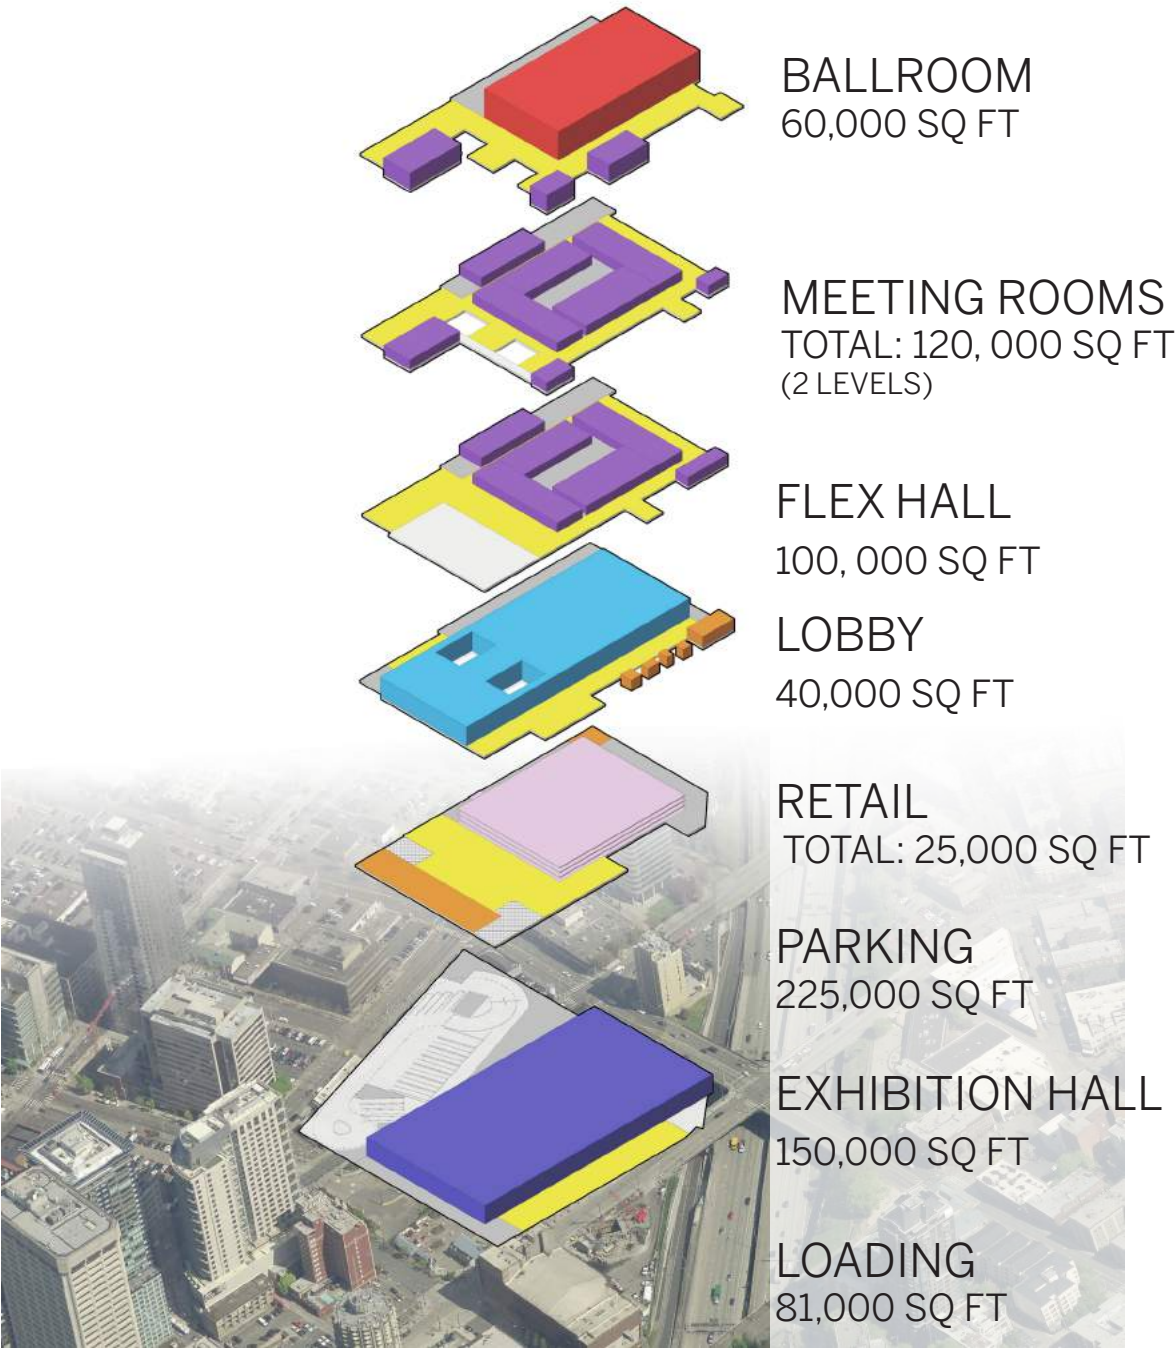 BALLROOM
60,000 SQ FT
MEETING ROOMS
TOTAL: 120, 000 SQ FT
(2 LEVELS)
FLEX HALL
100, 000 SQ FT
LOBBY
40,000 SQ FT
RETAIL
TOTAL: 25,000 SQ FT
PARKING
225,000 SQ FT
EXHIBITION HALL
150,000 SQ FT
LOADING
81,000 SQ FT